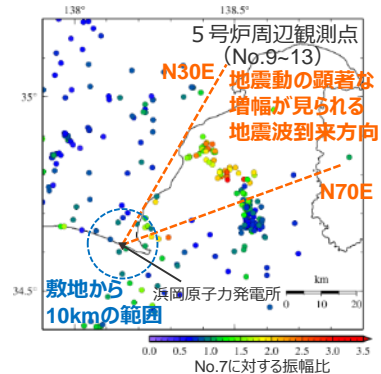 138° 138.5°
５号炉周辺観測点
（No.9~13）
N30E
地震動の顕著な
増幅が見られる
地震波到来方向
35°
N70E
敷地から
10kmの範囲
浜岡原子力発電所
km
0 10 20
34.5°
0.0 0.5 1.0 1.5 2.0 2.5 3.0 3.5
No.7に対する振幅比